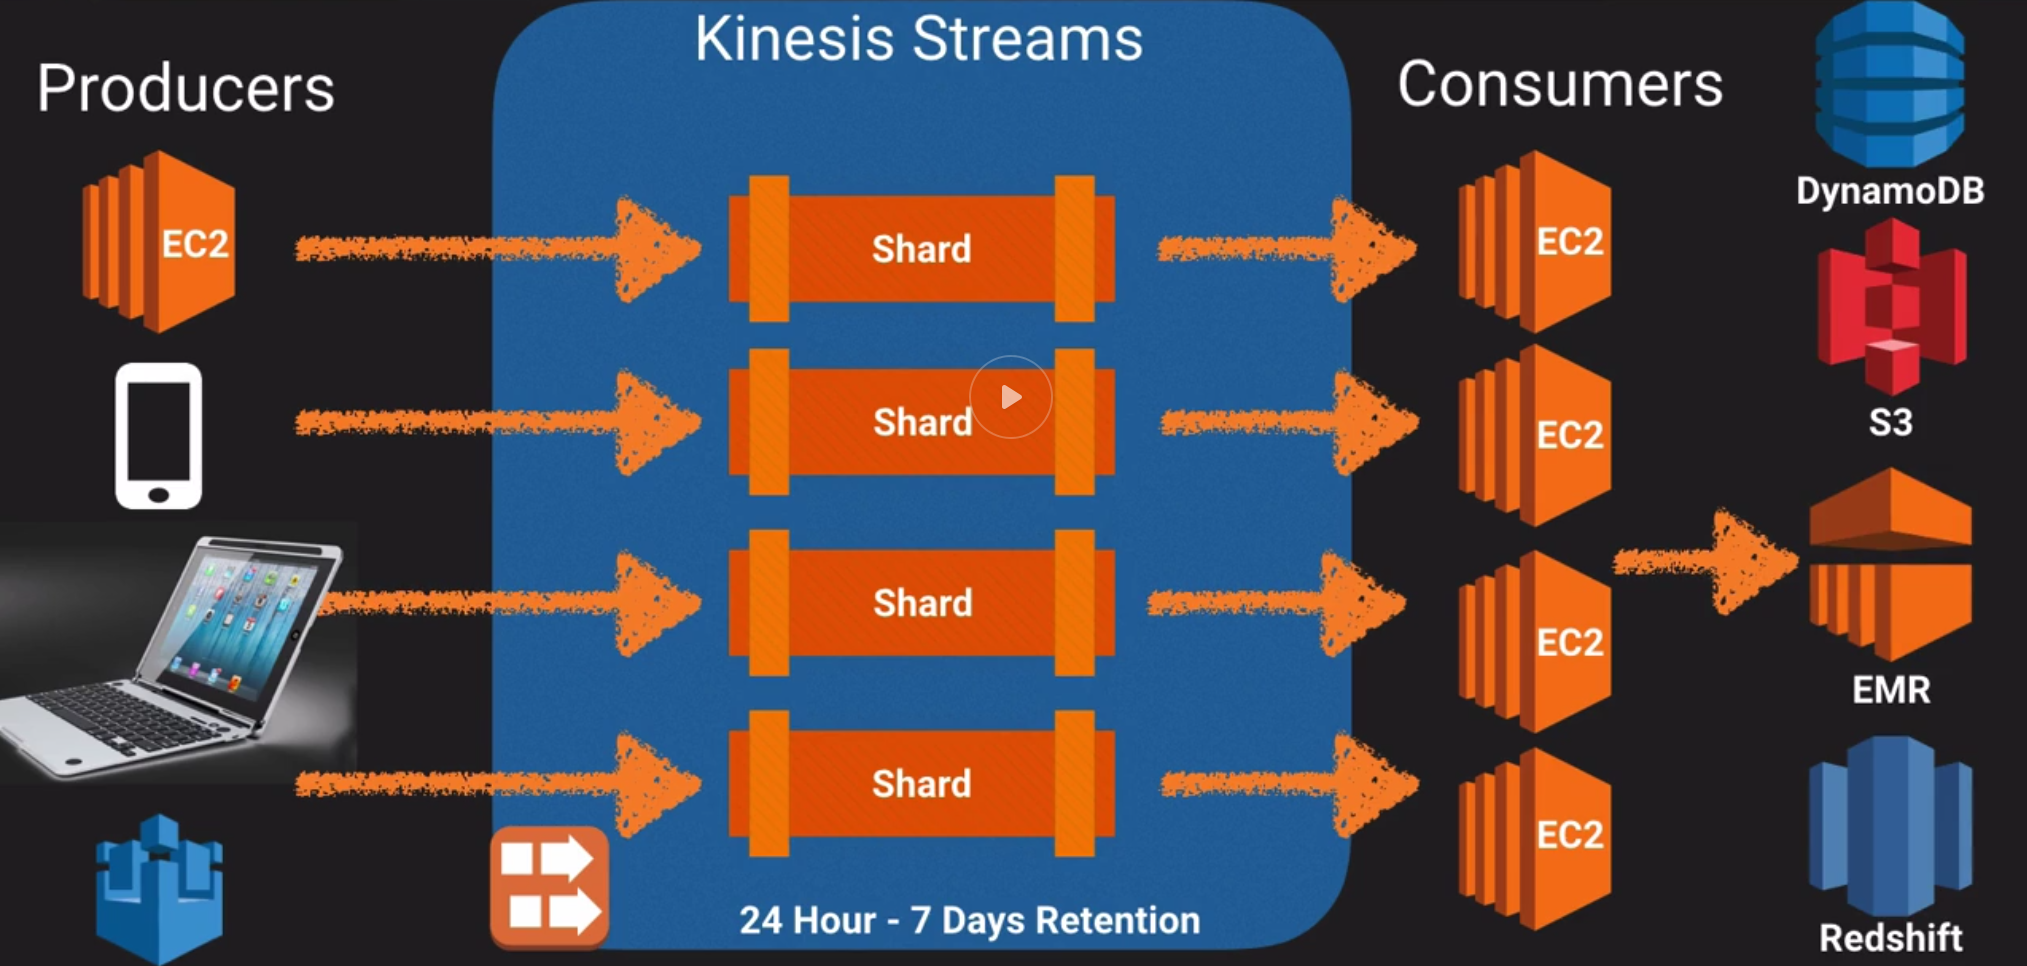 Kinesis Streams
Producers
Consumers
EC2
Shard
EC2
DynamoDB
Shard
EC2
S3
Shard
EC2
EMR
Shard
EC2
24 Hour - 7 Days Retention
Redshift